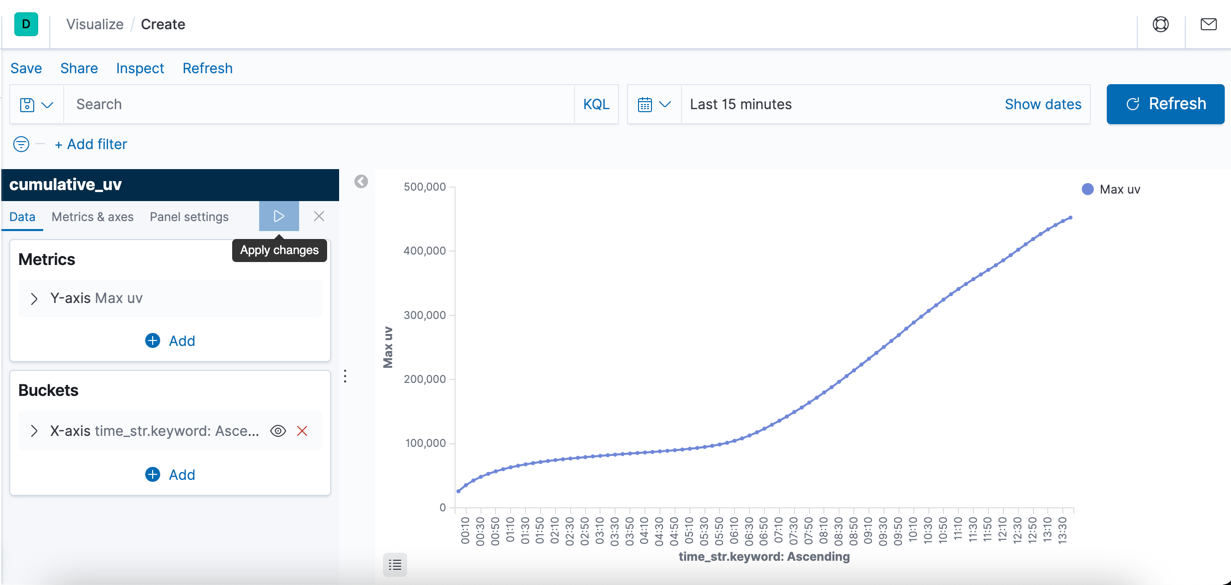 D Visualize / Create
Save Share Inspect Refresh
Search KQL Last 15 minutes Show dates Refresh
+ Add filter
cumulative_uv
Data Metrics & axes Panel settings
Apply changes
Metrics
Y-axis Max uv
Add
Buckets
X-axis time_str.keyword: Asce...
Add
Max uv
500,000
400,000
300,000
200,000
100,000
0
Max uv
00:10 00:30 00:50 01:10 01:30 01:50 02:10 02:30 02:50 03:10 03:30 03:50 04:10 04:30 04:50 05:10 05:30 05:50 06:10 06:30 06:50 07:10 07:30 07:50 08:10 08:30 08:50 09:10 09:30 09:50 10:10 10:30 10:50 11:10 11:30 11:50 12:10 12:30 12:50 13:10 13:30
time_str.keyword: Ascending